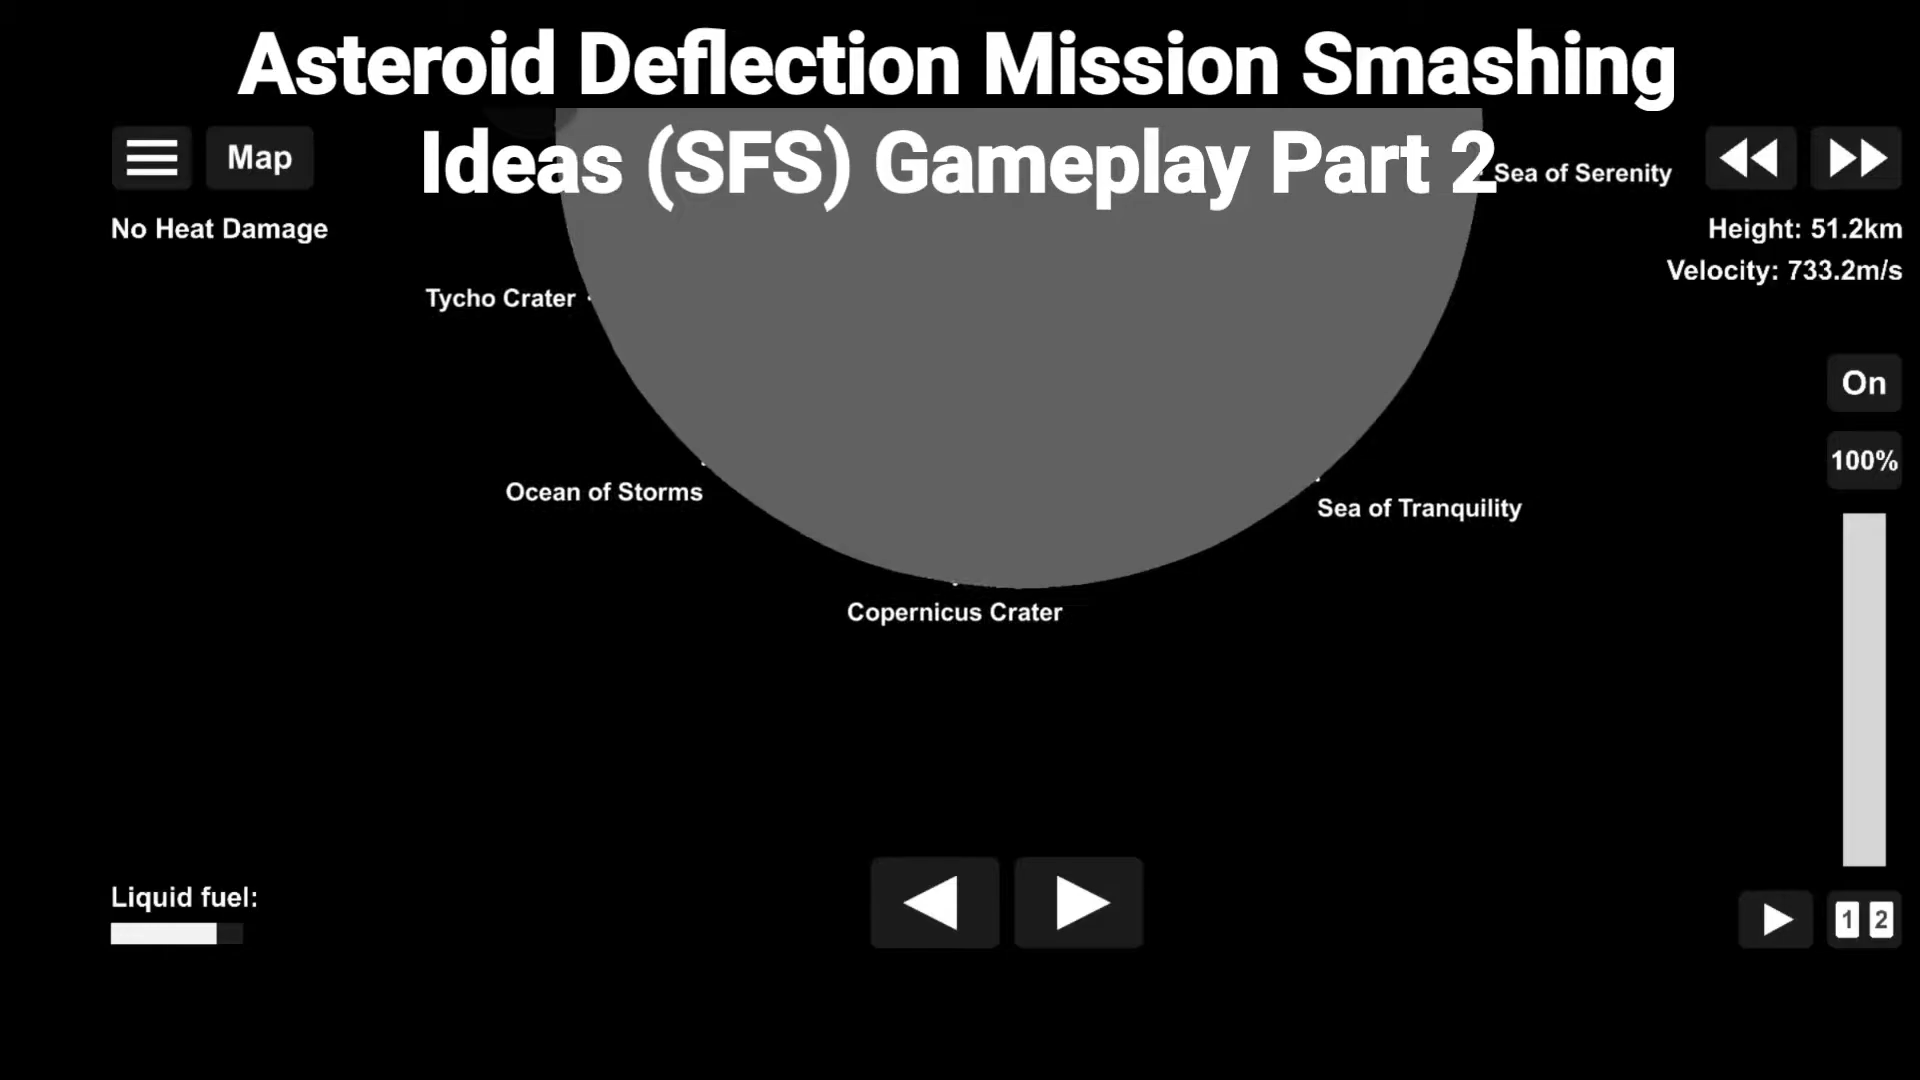 Asteroid Deflection Mission Smashing
Ideas (SFS) Gameplay Part 2
Map
Sea of Serenity
No Heat Damage
Height: 51.2km
Velocity: 733.2m/s
Tycho Crater
On
100%
Ocean of Storms
Sea of Tranquility
Copernicus Crater
Liquid fuel:
1 2